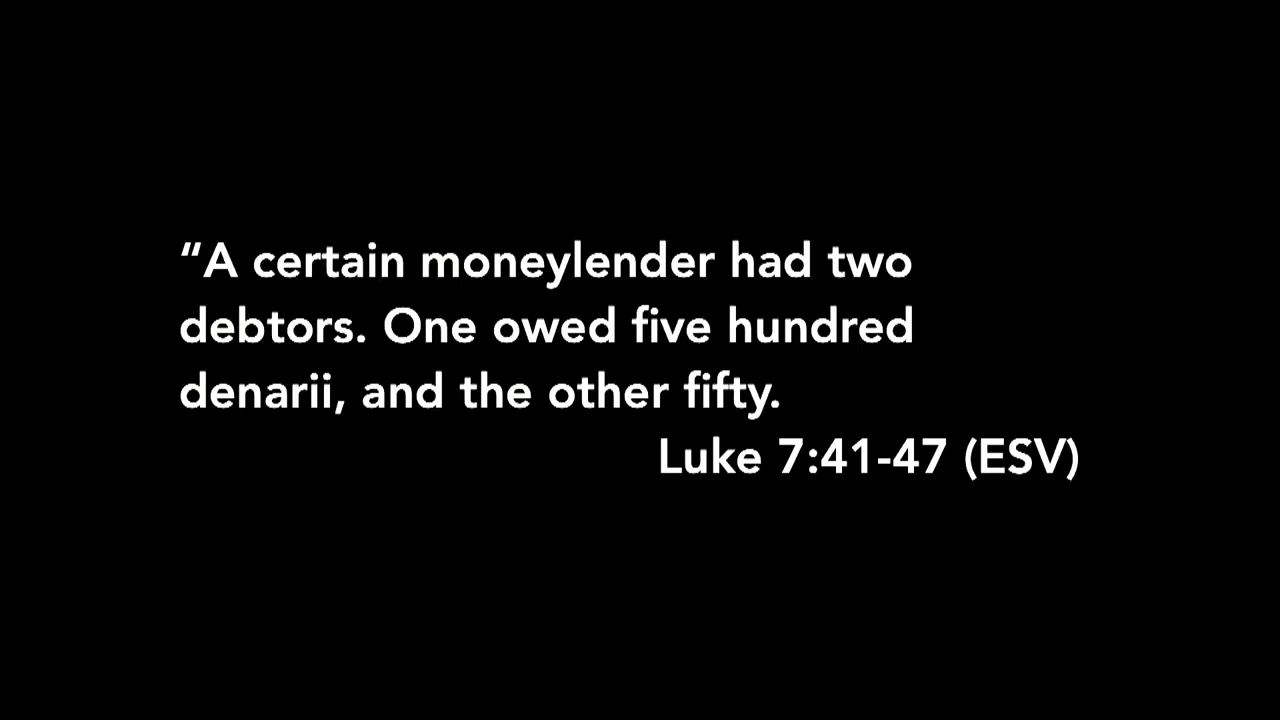 “A certain moneylender had two
debtors. One owed five hundred
denarii, and the other fifty.
Luke 7:41-47 (ESV)